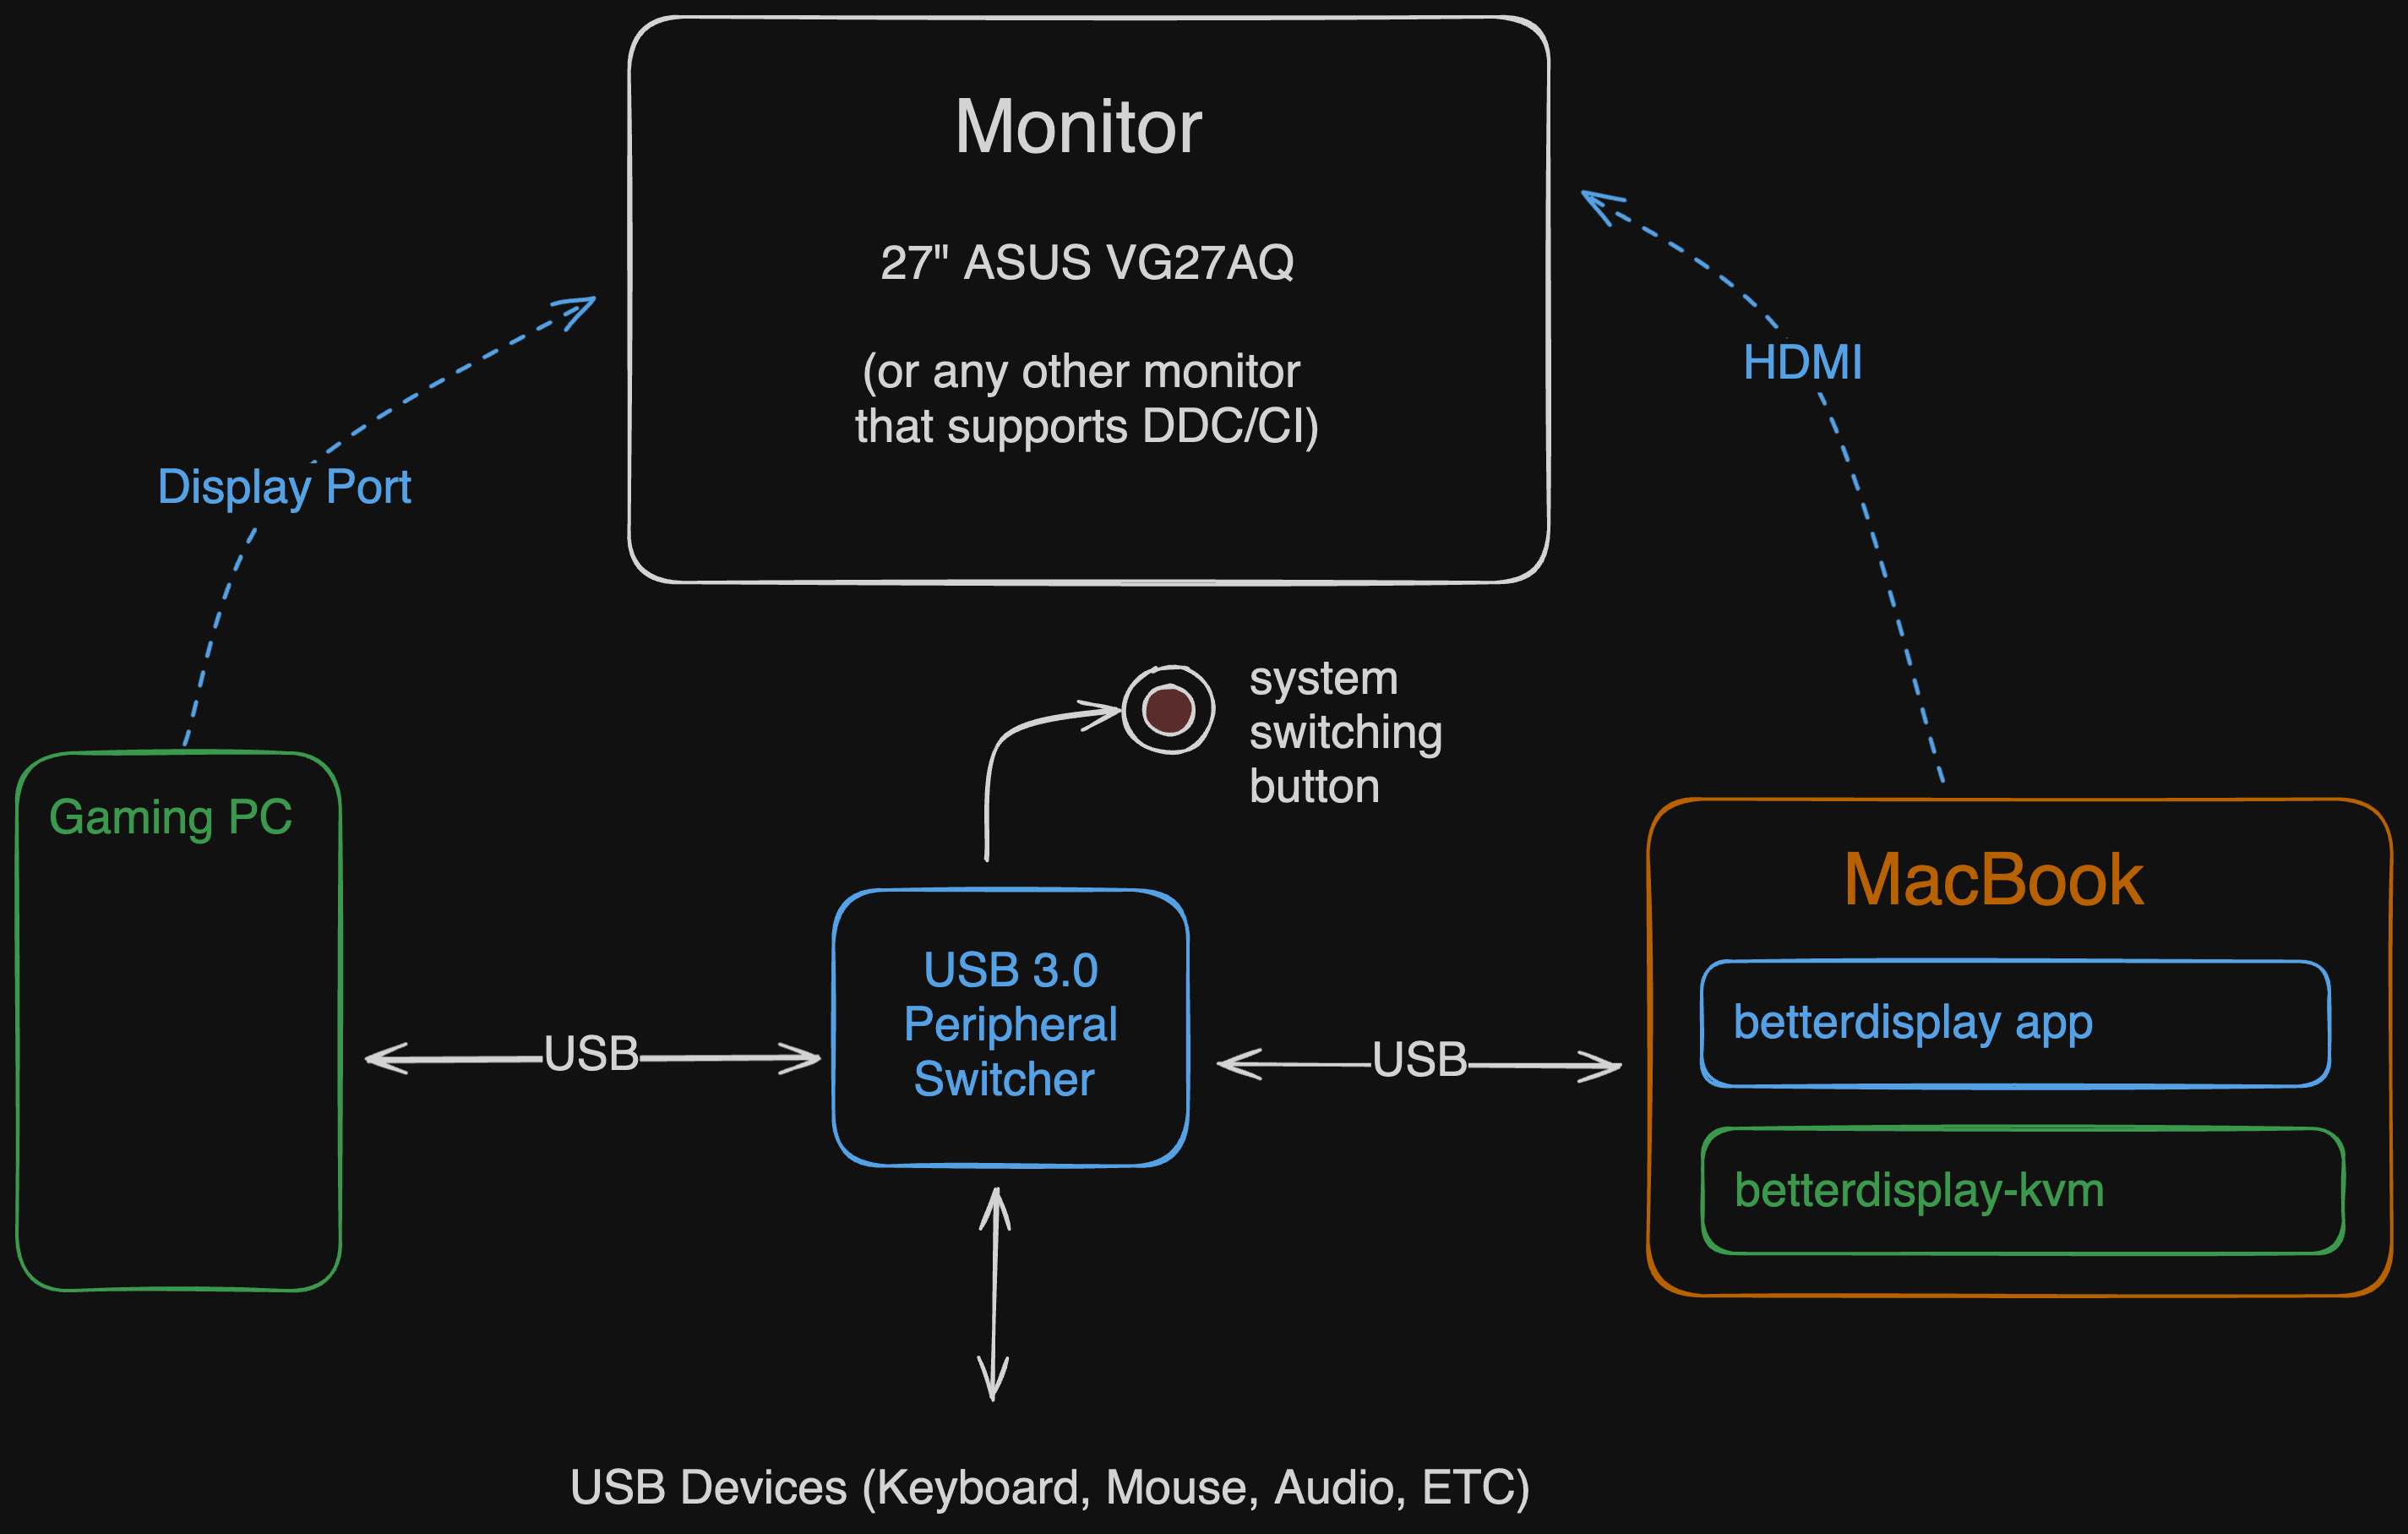 Monitor
27" ASUS VG27AQ
(or any other monitor
that supports DDC/CI)
HDMI
Display Port
system
switching
button
Gaming PC
MacBook
USB 3.0
Peripheral
Switcher
betterdisplay app
USB
USB
betterdisplay-kvm
USB Devices (Keyboard, Mouse, Audio, ETC)